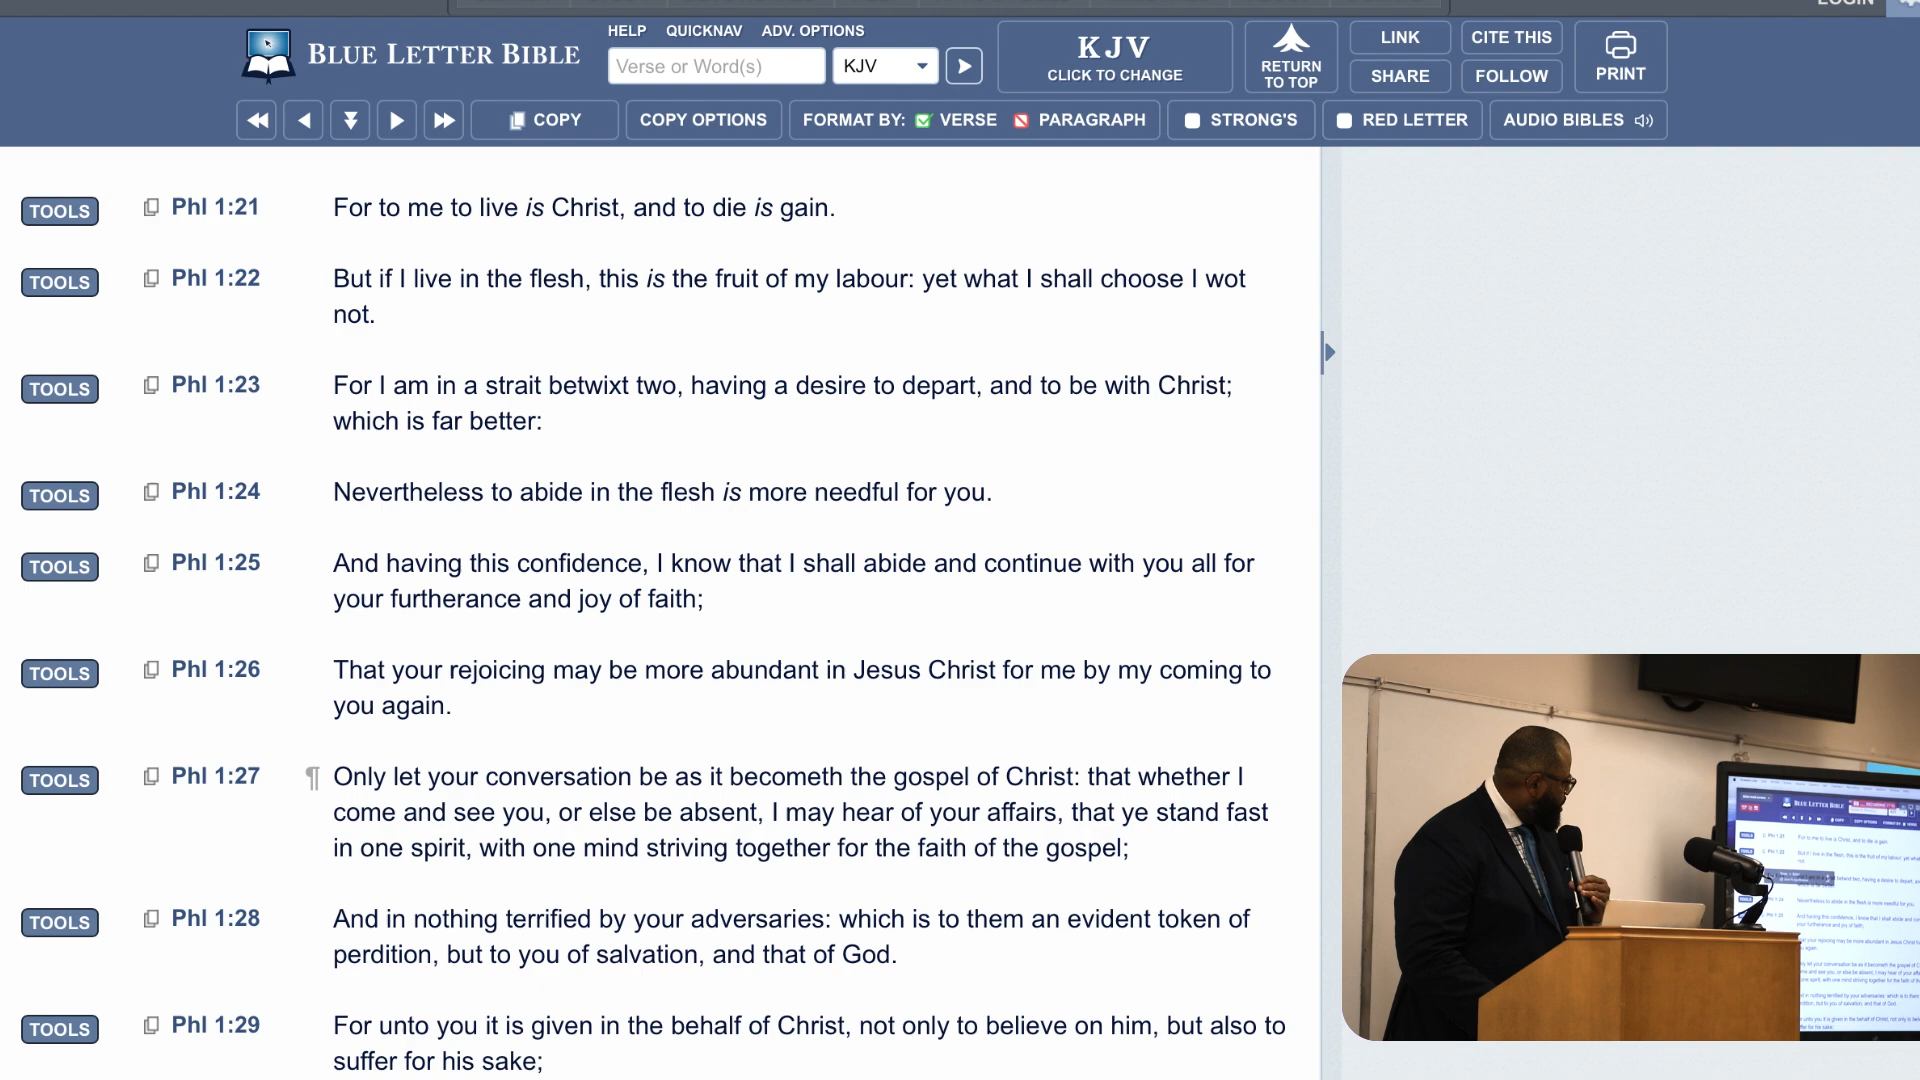 LOGIN
HELP QUICKNAV ADV. OPTIONS
BLUE LETTER BIBLE
Verse or Word(s)
KJV
KJV
CLICK TO CHANGE
RETURN
TO TOP
LINK
CITE THIS
SHARE
FOLLOW
PRINT
COPY
COPY OPTIONS
FORMAT BY: VERSE PARAGRAPH
STRONG'S
RED LETTER
AUDIO BIBLES
TOOLS Phl 1:21 For to me to live is Christ, and to die is gain.
TOOLS Phl 1:22 But if I live in the flesh, this is the fruit of my labour: yet what I shall choose I wot
not.
TOOLS Phl 1:23 For I am in a strait betwixt two, having a desire to depart, and to be with Christ;
which is far better:
TOOLS Phl 1:24 Nevertheless to abide in the flesh is more needful for you.
TOOLS Phl 1:25 And having this confidence, I know that I shall abide and continue with you all for
your furtherance and joy of faith;
TOOLS Phl 1:26 That your rejoicing may be more abundant in Jesus Christ for me by my coming to
you again.
TOOLS Phl 1:27 ¶ Only let your conversation be as it becometh the gospel of Christ: that whether I
come and see you, or else be absent, I may hear of your affairs, that ye stand fast
in one spirit, with one mind striving together for the faith of the gospel;
TOOLS Phl 1:28 And in nothing terrified by your adversaries: which is to them an evident token of
perdition, but to you of salvation, and that of God.
TOOLS Phl 1:29 For unto you it is given in the behalf of Christ, not only to believe on him, but also to
suffer for his sake;
BLUE LETTER BIBLE